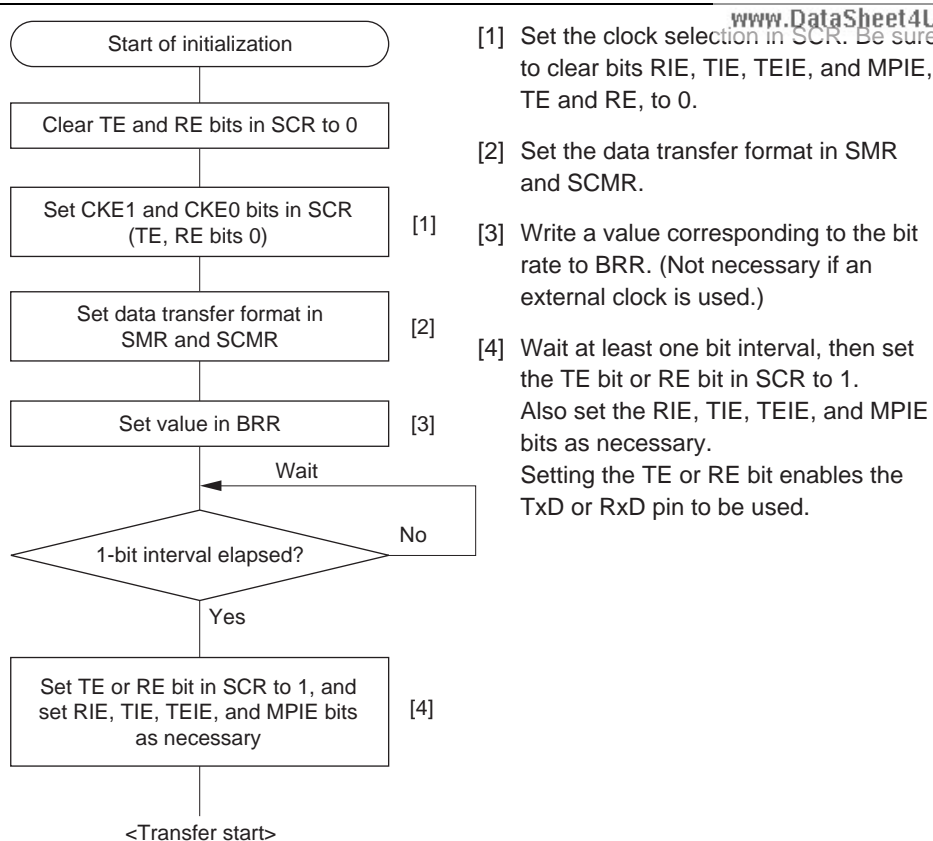 www.DataSheet4U
Start of initialization
Clear TE and RE bits in SCR to 0
Set CKE1 and CKE0 bits in SCR
(TE, RE bits 0)
[1]
Set data transfer format in
SMR and SCMR
[2]
Set value in BRR
[3]
Wait
1-bit interval elapsed?
No
Yes
Set TE or RE bit in SCR to 1, and
set RIE, TIE, TEIE, and MPIE bits
as necessary
[4]
<Transfer start>
[1] Set the clock selection in SCR. Be sure
to clear bits RIE, TIE, TEIE, and MPIE,
TE and RE, to 0.
[2] Set the data transfer format in SMR
and SCMR.
[3] Write a value corresponding to the bit
rate to BRR. (Not necessary if an
external clock is used.)
[4] Wait at least one bit interval, then set
the TE bit or RE bit in SCR to 1.
Also set the RIE, TIE, TEIE, and MPIE
bits as necessary.
Setting the TE or RE bit enables the
TxD or RxD pin to be used.